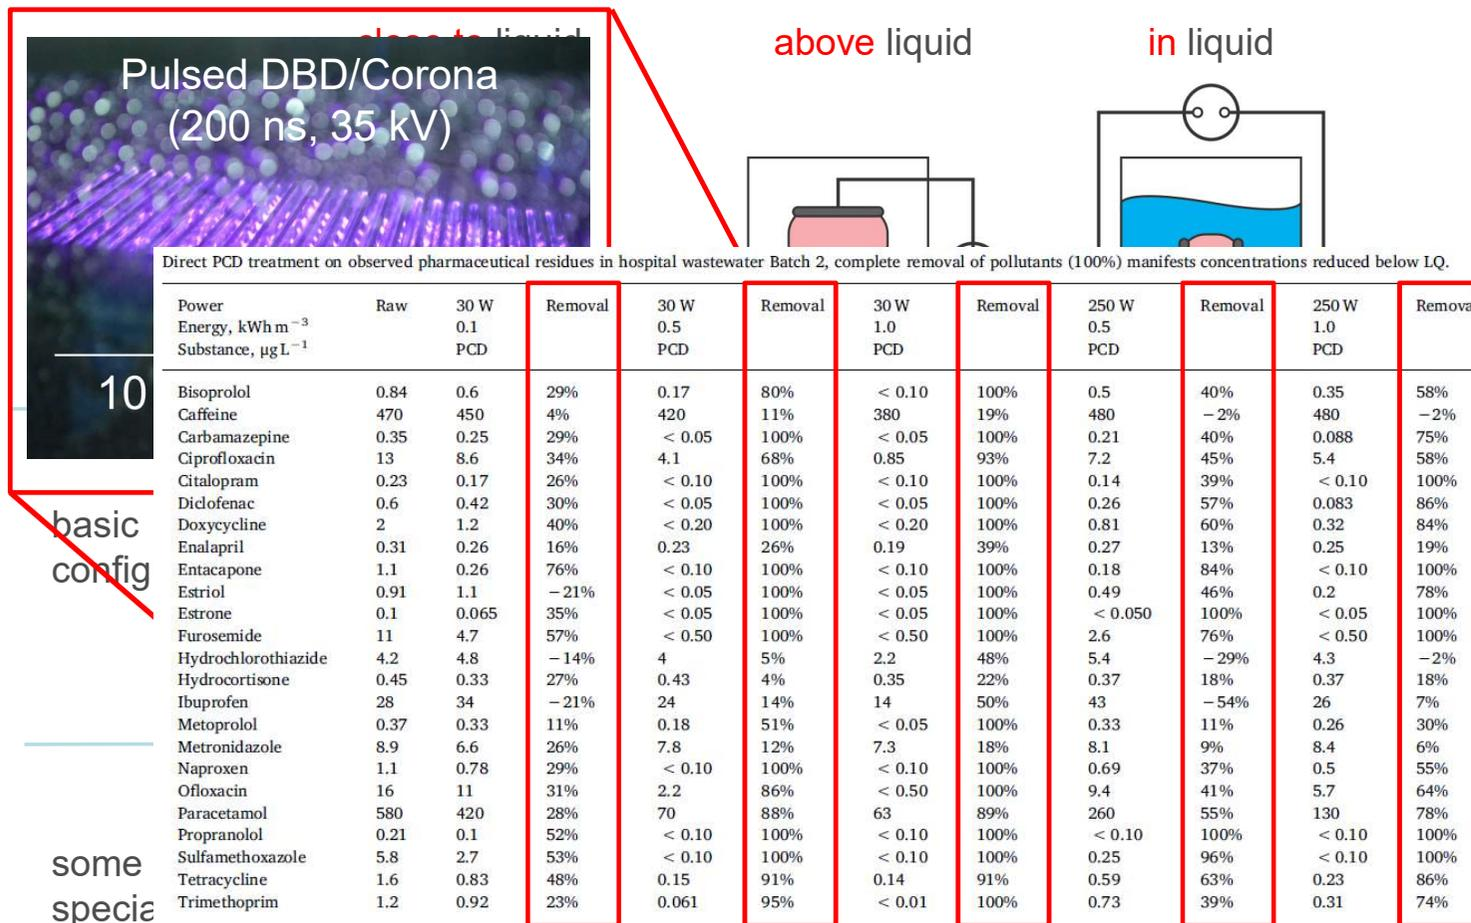 close to liquid
above liquid
in liquid
Pulsed DBD/Corona
(200 ns, 35 kV)
10
basic
config
some
specia
Direct PCD treatment on observed pharmaceutical residues in hospital wastewater Batch 2, complete removal of pollutants (100%) manifests concentrations reduced below LQ.
Power Raw 30 W Removal 30 W Removal 30 W Removal 250 W Removal 250 W Remova
Energy, kWh m−3 0.1 0.5 1.0 0.5 1.0
Substance, μg L−1 PCD PCD PCD PCD PCD
Bisoprolol 0.84 0.6 29% 0.17 80% < 0.10 100% 0.5 40% 0.35 58%
Caffeine 470 450 4% 420 11% 380 19% 480 −2% 480 −2%
Carbamazepine 0.35 0.25 29% < 0.05 100% < 0.05 100% 0.21 40% 0.088 75%
Ciprofloxacin 13 8.6 34% 4.1 68% 0.85 93% 7.2 45% 5.4 58%
Citalopram 0.23 0.17 26% < 0.10 100% < 0.10 100% 0.14 39% < 0.10 100%
Diclofenac 0.6 0.42 30% < 0.05 100% < 0.05 100% 0.26 57% 0.083 86%
Doxycycline 2 1.2 40% < 0.20 100% < 0.20 100% 0.81 60% 0.32 84%
Enalapril 0.31 0.26 16% 0.23 26% 0.19 39% 0.27 13% 0.25 19%
Entacapone 1.1 0.26 76% < 0.10 100% < 0.10 100% 0.18 84% < 0.10 100%
Estriol 0.91 1.1 −21% < 0.05 100% < 0.05 100% 0.49 46% 0.2 78%
Estrone 0.1 0.065 35% < 0.05 100% < 0.05 100% < 0.050 100% < 0.05 100%
Furosemide 11 4.7 57% < 0.50 100% < 0.50 100% 2.6 76% < 0.50 100%
Hydrochlorothiazide 4.2 4.8 −14% 4 5% 2.2 48% 5.4 −29% 4.3 −2%
Hydrocortisone 0.45 0.33 27% 0.43 4% 0.35 22% 0.37 18% 0.37 18%
Ibuprofen 28 34 −21% 24 14% 14 50% 43 −54% 26 7%
Metoprolol 0.37 0.33 11% 0.18 51% < 0.05 100% 0.33 11% 0.26 30%
Metronidazole 8.9 6.6 26% 7.8 12% 7.3 18% 8.1 9% 8.4 6%
Naproxen 1.1 0.78 29% < 0.10 100% < 0.10 100% 0.69 37% 0.5 55%
Ofloxacin 16 11 31% 2.2 86% < 0.50 100% 9.4 41% 5.7 64%
Paracetamol 580 420 28% 70 88% 63 89% 260 55% 130 78%
Propranolol 0.21 0.1 52% < 0.10 100% < 0.10 100% < 0.10 100% < 0.10 100%
Sulfamethoxazole 5.8 2.7 53% < 0.10 100% < 0.10 100% 0.25 96% < 0.10 100%
Tetracycline 1.6 0.83 48% 0.15 91% 0.14 91% 0.59 63% 0.23 86%
Trimethoprim 1.2 0.92 23% 0.061 95% < 0.01 100% 0.73 39% 0.31 74%